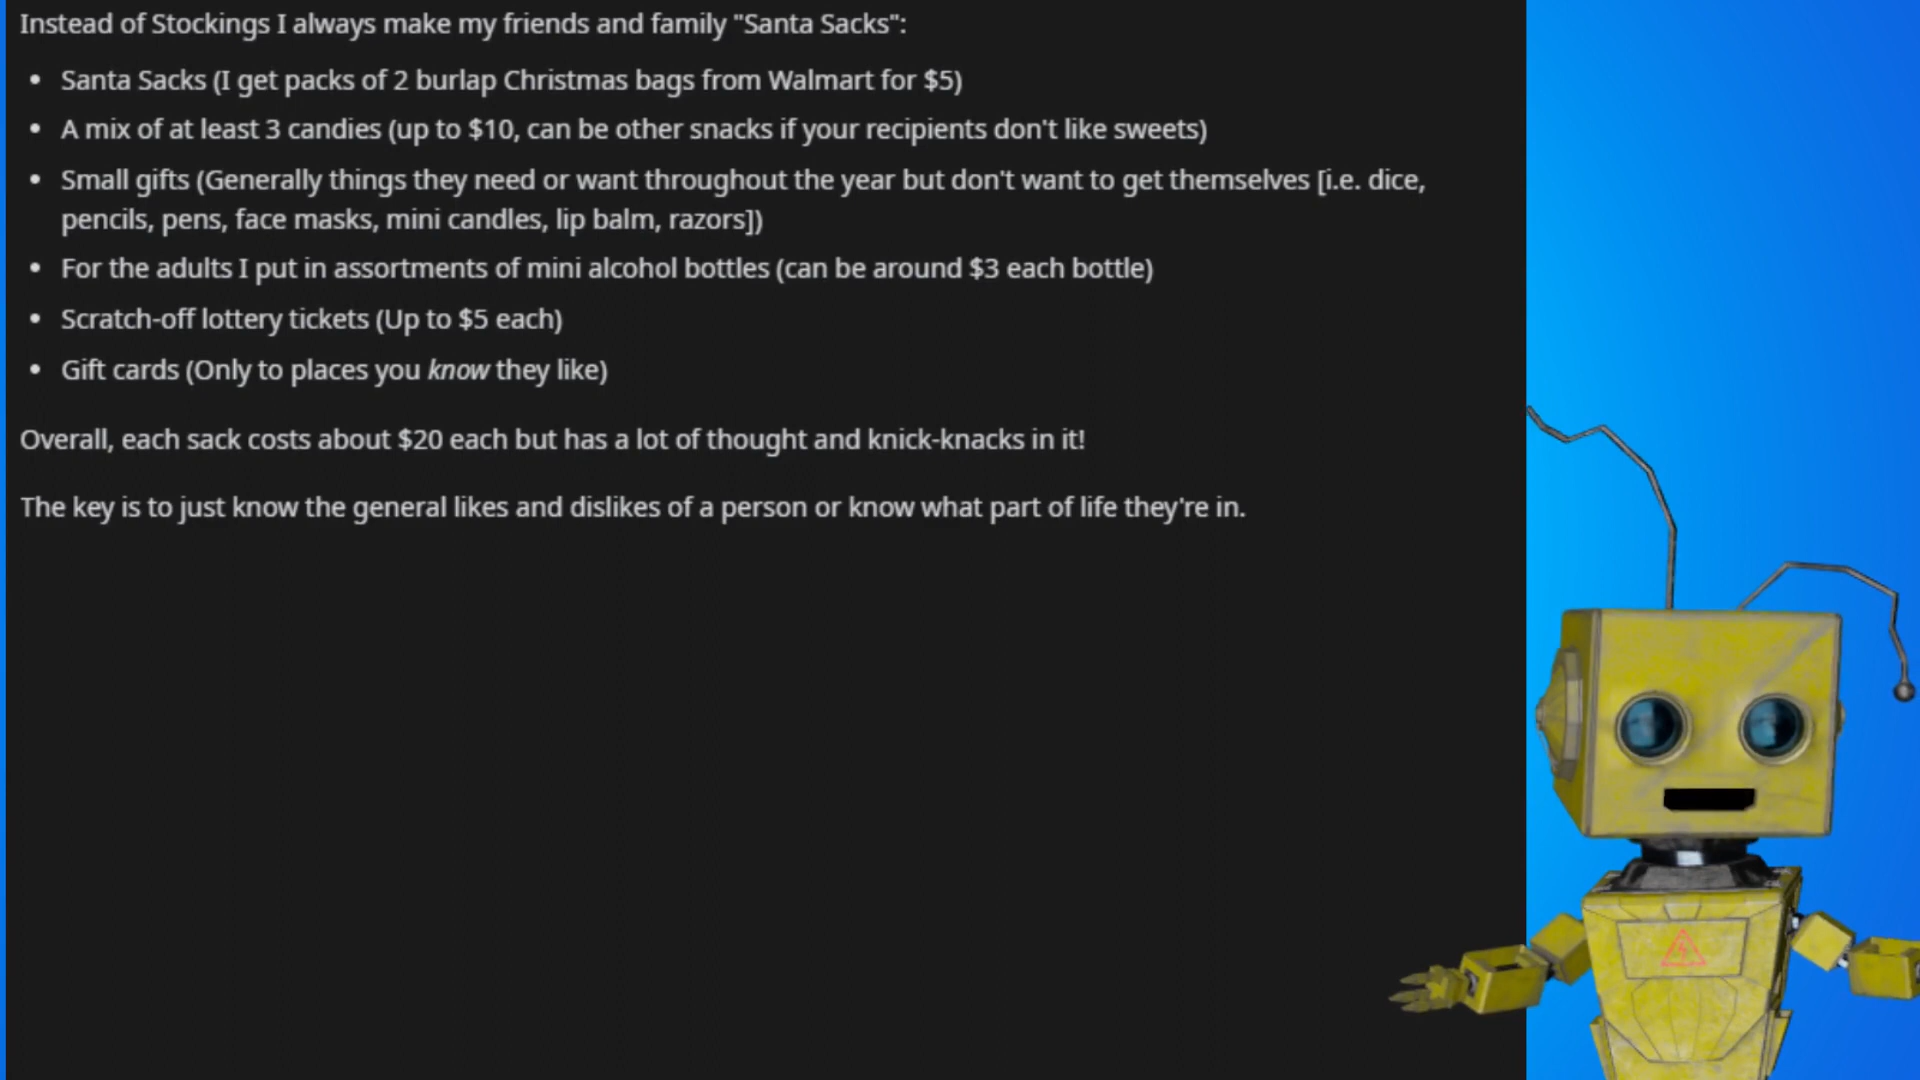 Instead of Stockings I always make my friends and family "Santa Sacks":
• Santa Sacks (I get packs of 2 burlap Christmas bags from Walmart for $5)
• A mix of at least 3 candies (up to $10, can be other snacks if your recipients don't like sweets)
• Small gifts (Generally things they need or want throughout the year but don't want to get themselves [i.e. dice,
pencils, pens, face masks, mini candles, lip balm, razors])
• For the adults I put in assortments of mini alcohol bottles (can be around $3 each bottle)
• Scratch-off lottery tickets (Up to $5 each)
• Gift cards (Only to places you know they like)
Overall, each sack costs about $20 each but has a lot of thought and knick-knacks in it!
The key is to just know the general likes and dislikes of a person or know what part of life they're in.